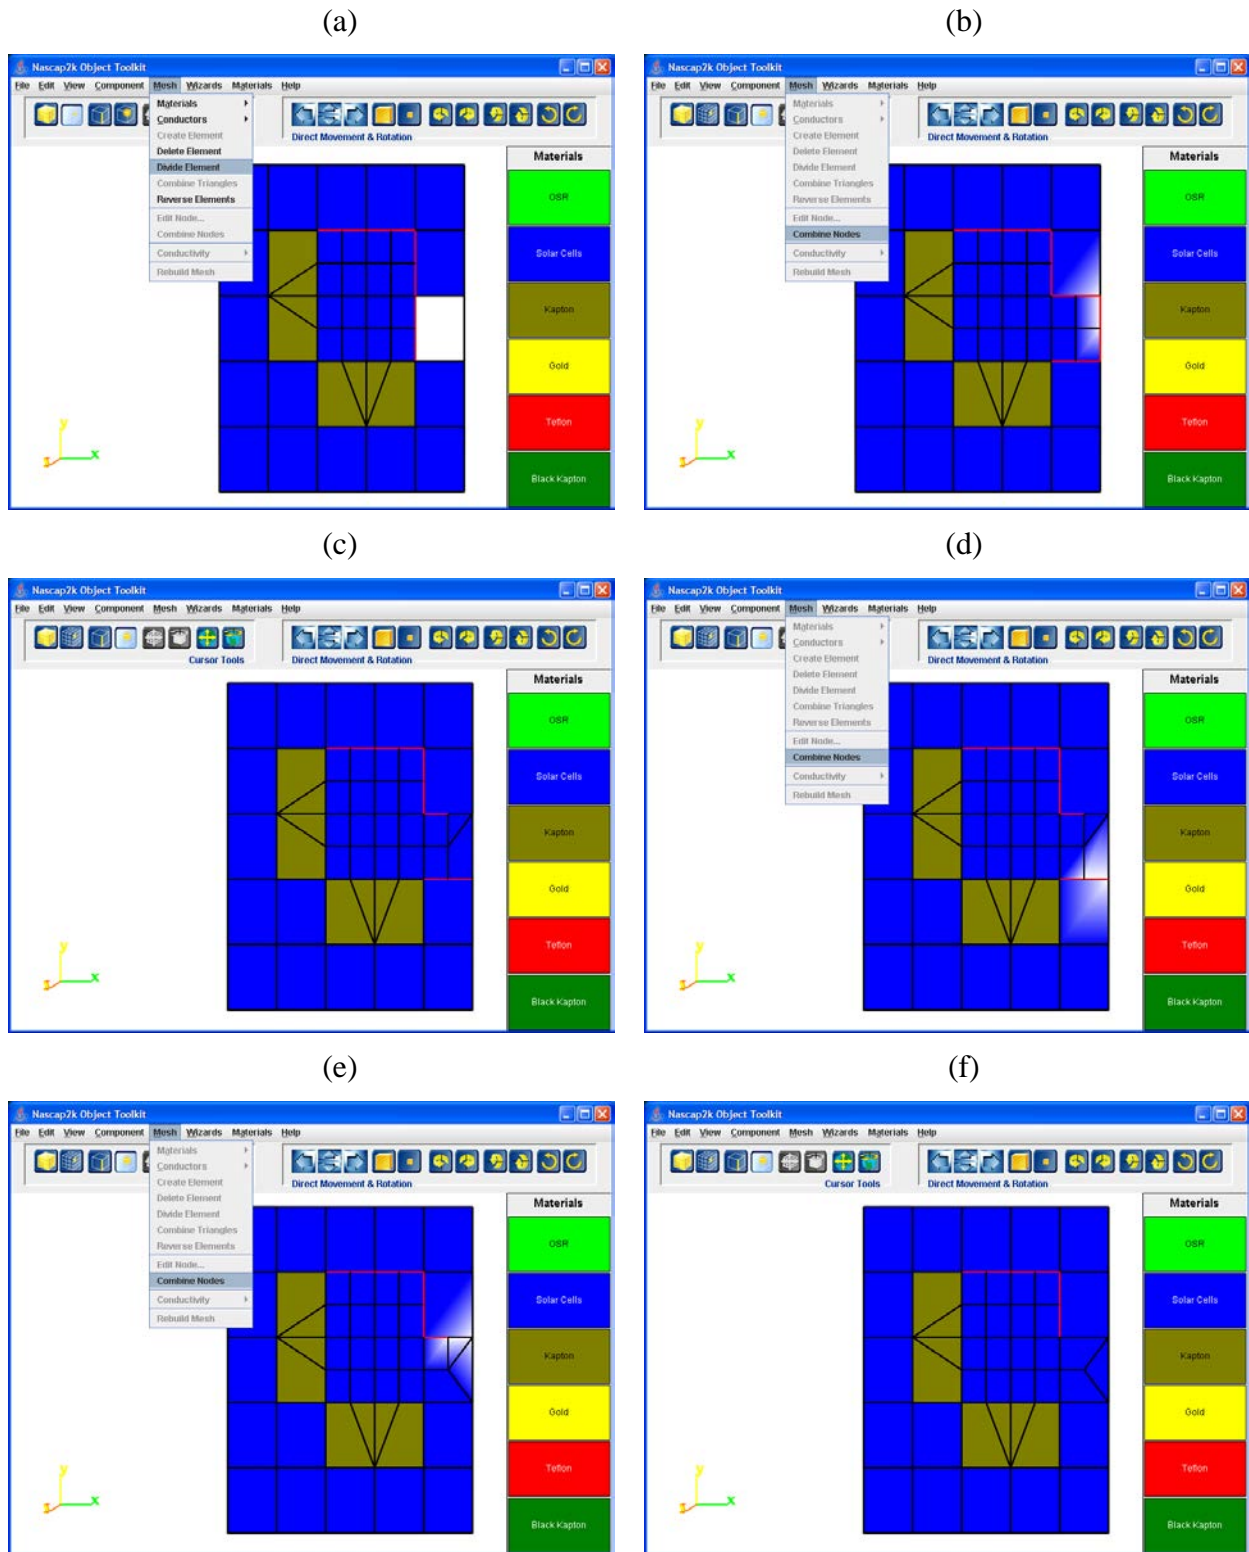 (a)
Nascap2k Object Toolkit
File Edit View Component Mesh Wizards Materials Help
Materials
Conductors
Create Element
Delete Element
Divide Element
Combine Triangles
Reverse Elements
Edit Node...
Combine Nodes
Conductivity
Rebuild Mesh
Direct Movement & Rotation
Materials
OSR
Solar Cells
Kapton
Gold
Teflon
Black Kapton
y
x
(b)
Nascap2k Object Toolkit
File Edit View Component Mesh Wizards Materials Help
Materials
Conductors
Create Element
Delete Element
Divide Element
Combine Triangles
Reverse Elements
Edit Node...
Combine Nodes
Conductivity
Rebuild Mesh
Direct Movement & Rotation
Materials
OSR
Solar Cells
Kapton
Gold
Teflon
Black Kapton
y
x
(c)
Nascap2k Object Toolkit
File Edit View Component Mesh Wizards Materials Help
Cursor Tools
Direct Movement & Rotation
Materials
OSR
Solar Cells
Kapton
Gold
Teflon
Black Kapton
y
x
(d)
Nascap2k Object Toolkit
File Edit View Component Mesh Wizards Materials Help
Materials
Conductors
Create Element
Delete Element
Divide Element
Combine Triangles
Reverse Elements
Edit Node...
Combine Nodes
Conductivity
Rebuild Mesh
Direct Movement & Rotation
Materials
OSR
Solar Cells
Kapton
Gold
Teflon
Black Kapton
y
x
(e)
Nascap2k Object Toolkit
File Edit View Component Mesh Wizards Materials Help
Materials
Conductors
Create Element
Delete Element
Divide Element
Combine Triangles
Reverse Elements
Edit Node...
Combine Nodes
Conductivity
Rebuild Mesh
Direct Movement & Rotation
Materials
OSR
Solar Cells
Kapton
Gold
Teflon
Black Kapton
y
x
(f)
Nascap2k Object Toolkit
File Edit View Component Mesh Wizards Materials Help
Cursor Tools
Direct Movement & Rotation
Materials
OSR
Solar Cells
Kapton
Gold
Teflon
Black Kapton
y
x